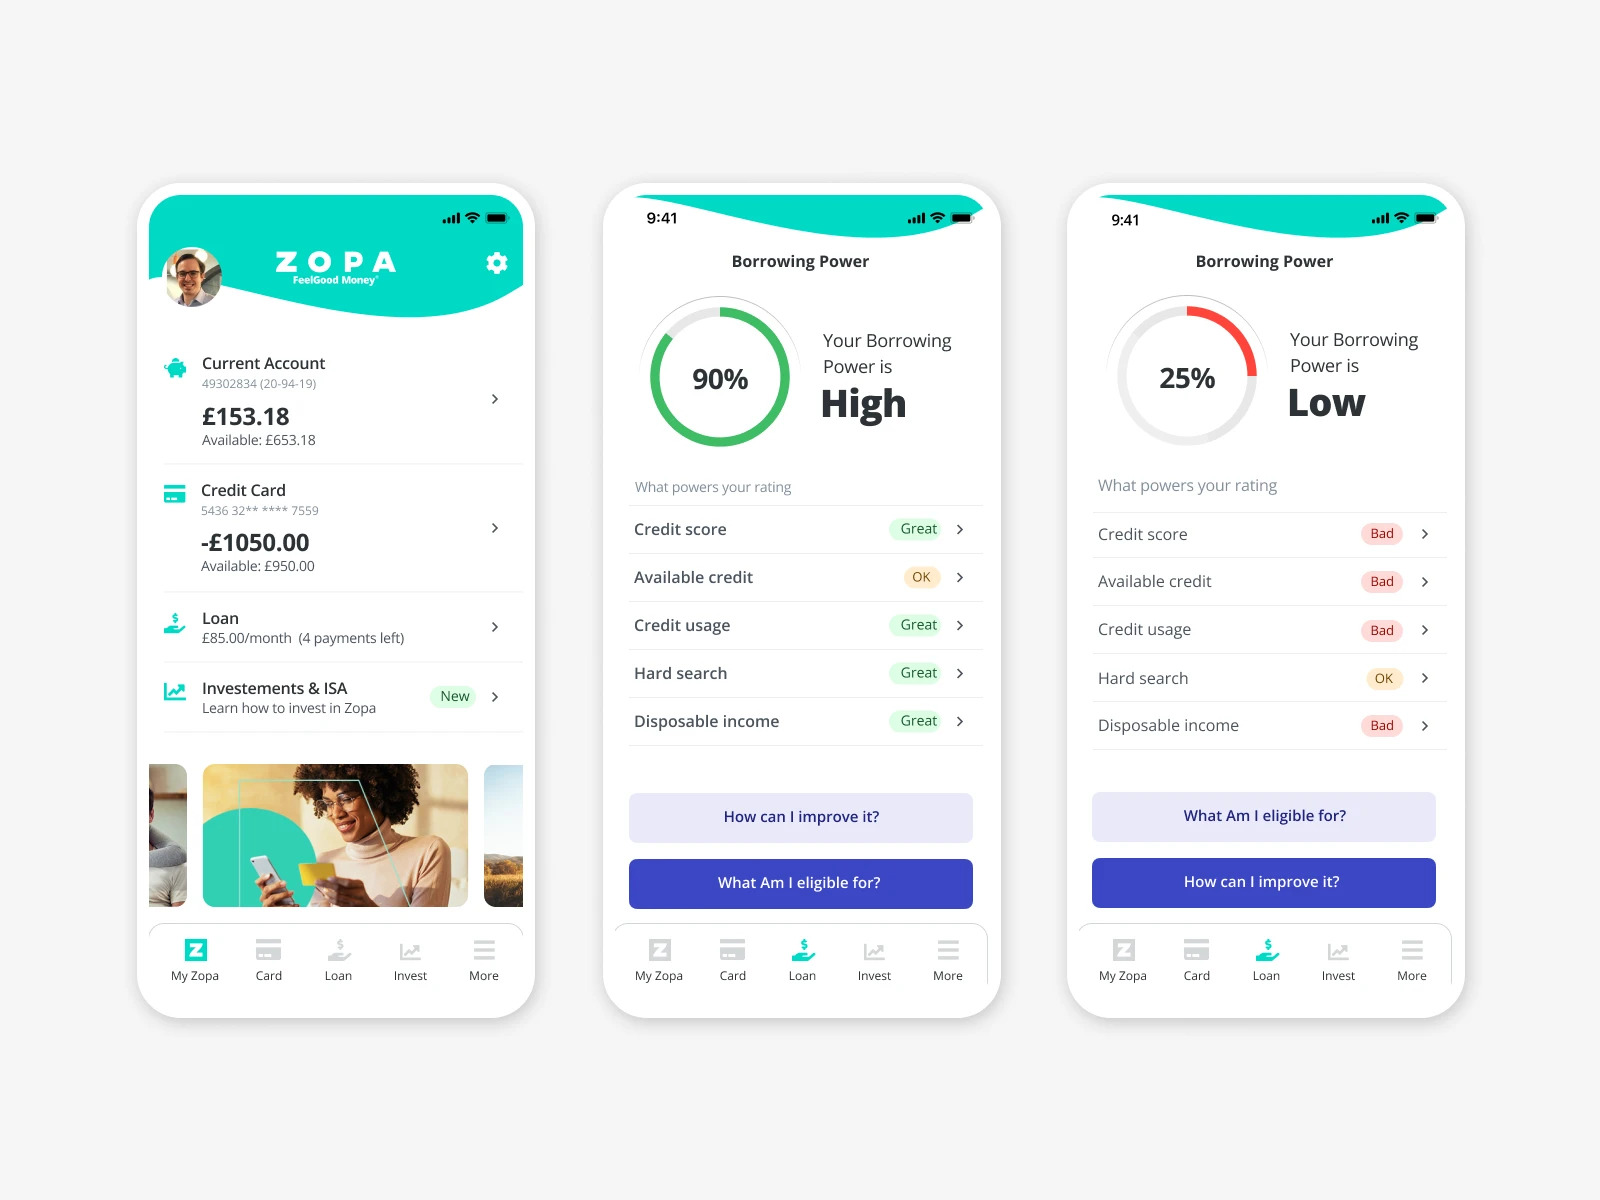 ZOPA
FeelGood Money®
Current Account
49302834 (20-94-19)
£153.18
Available: £653.18
Credit Card
5436 32** **** 7559
-£1050.00
Available: £950.00
Loan
£85.00/month (4 payments left)
Investements & ISA
Learn how to invest in Zopa
New
My Zopa
Card
Loan
Invest
More
9:41
Borrowing Power
90%
Your Borrowing
Power is
High
What powers your rating
Credit score Great
Available credit OK
Credit usage Great
Hard search Great
Disposable income Great
How can I improve it?
What Am I eligible for?
My Zopa
Card
Loan
Invest
More
9:41
Borrowing Power
25%
Your Borrowing
Power is
Low
What powers your rating
Credit score Bad
Available credit Bad
Credit usage Bad
Hard search OK
Disposable income Bad
What Am I eligible for?
How can I improve it?
My Zopa
Card
Loan
Invest
More